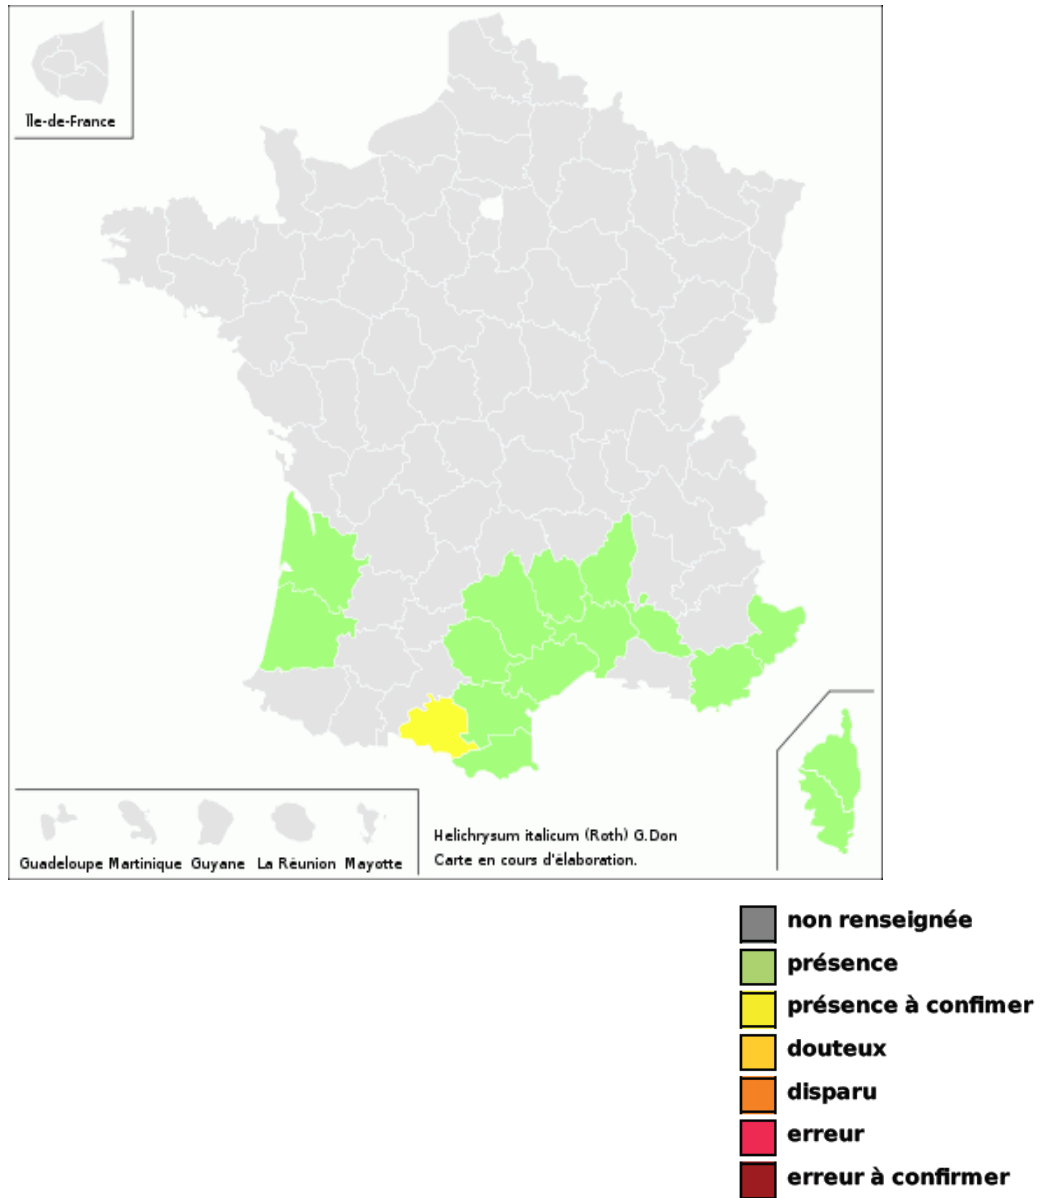 Île-de-France
Guadeloupe Martinique Guyane La Réunion Mayotte
Helichrysum italicum (Roth) G.Don
Carte en cours d'élaboration.
non renseignée
présence
présence à confimer
douteux
disparu
erreur
erreur à confirmer